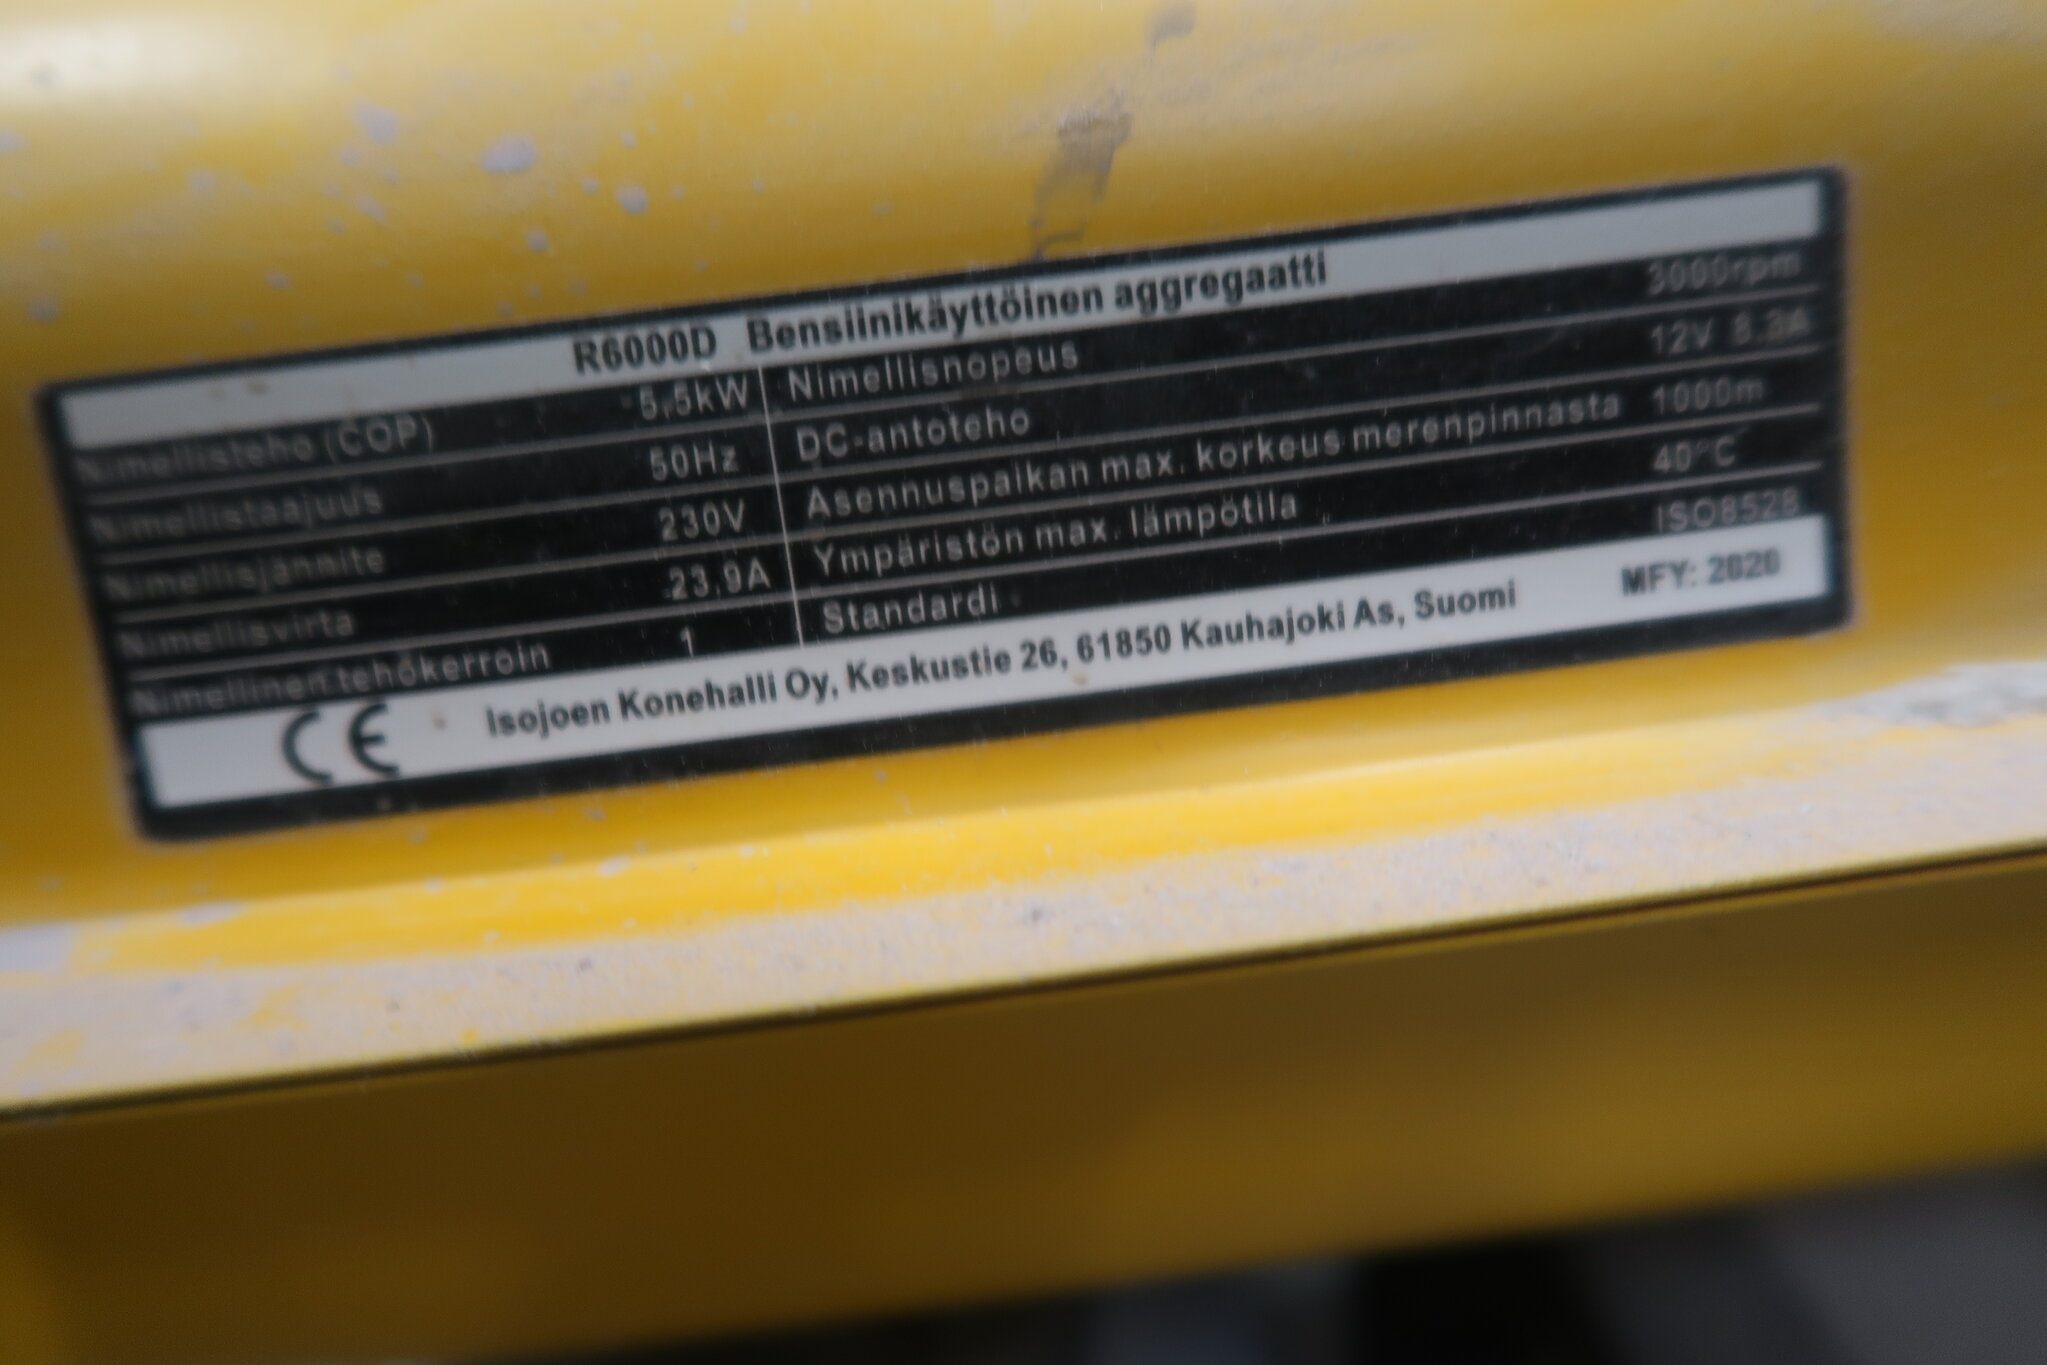 R6000D Bensiinikäyttöinen aggregaatti
Nimellisteho (COP) 5,5kW Nimellisnopeus 3000rpm
Nimellistaajuus 50Hz DC-antoteho 12V 8.3A
Nimellisjännite 230V Asennuspaikan max. korkeus merenpinnasta 1000m
Nimellisvirta 23,9A Ympäristön max. lämpötila 40°C
Nimellinen tehokerroin 1 Standardi ISO8528
CE Isojoen Konehalli Oy, Keskustie 26, 61850 Kauhajoki As, Suomi MFY: 2020